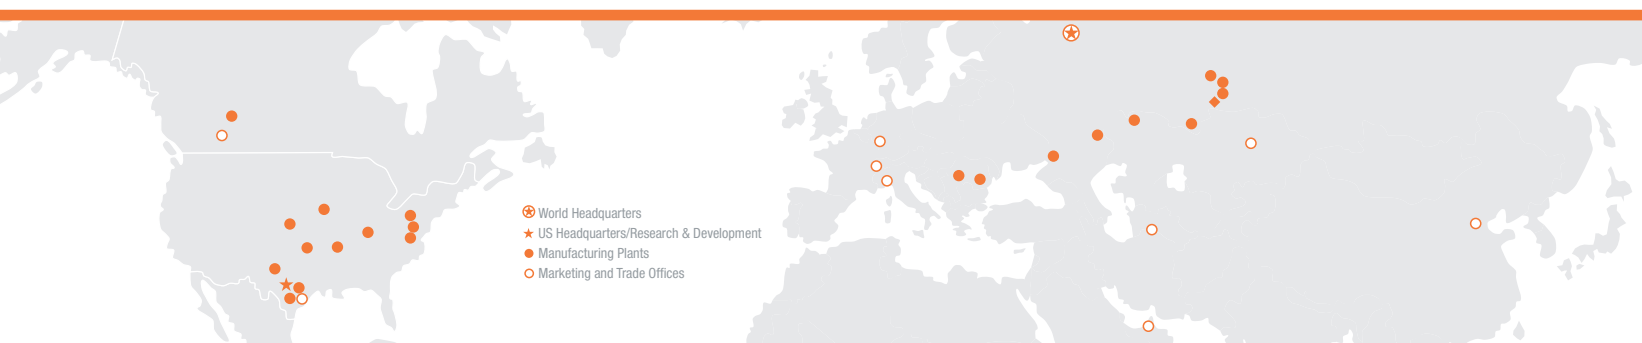 World Headquarters
US Headquarters/Research & Development
Manufacturing Plants
Marketing and Trade Offices